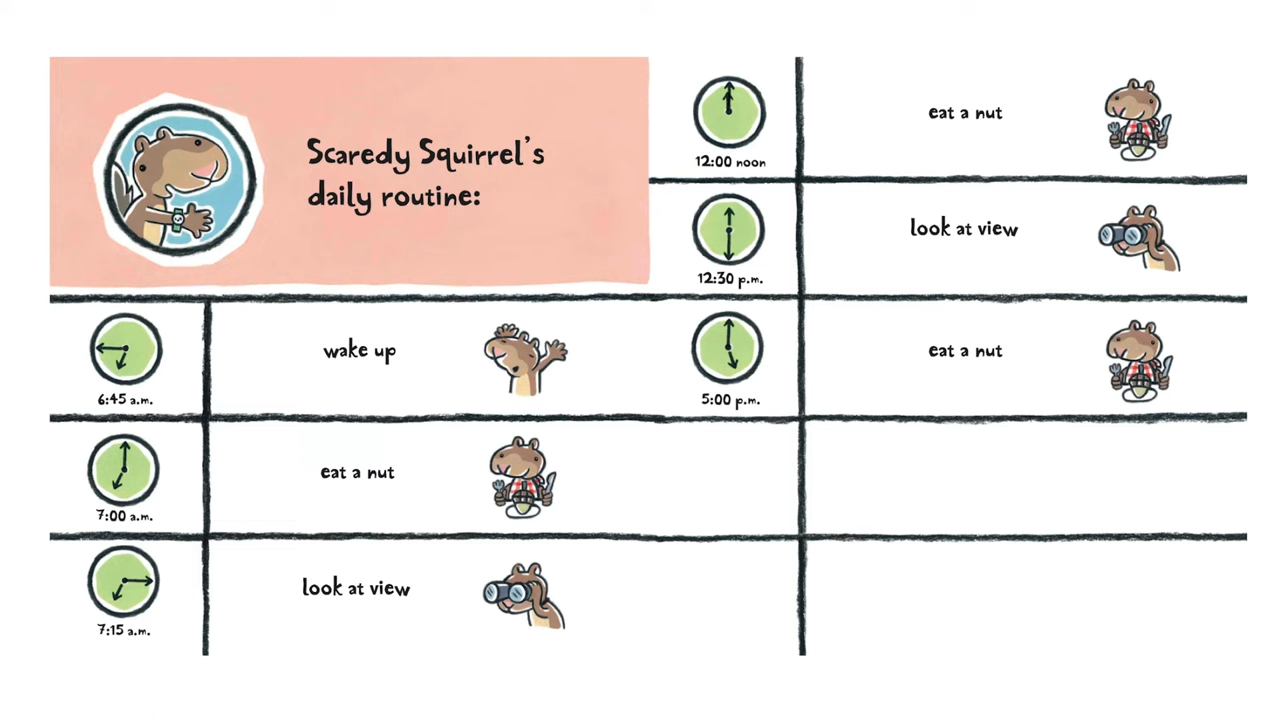 Scaredy Squirrel's
daily routine:
6:45 a.m.
wake up
7:00 a.m.
eat a nut
7:15 a.m.
look at view
12:00 noon
eat a nut
12:30 p.m.
look at view
5:00 p.m.
eat a nut